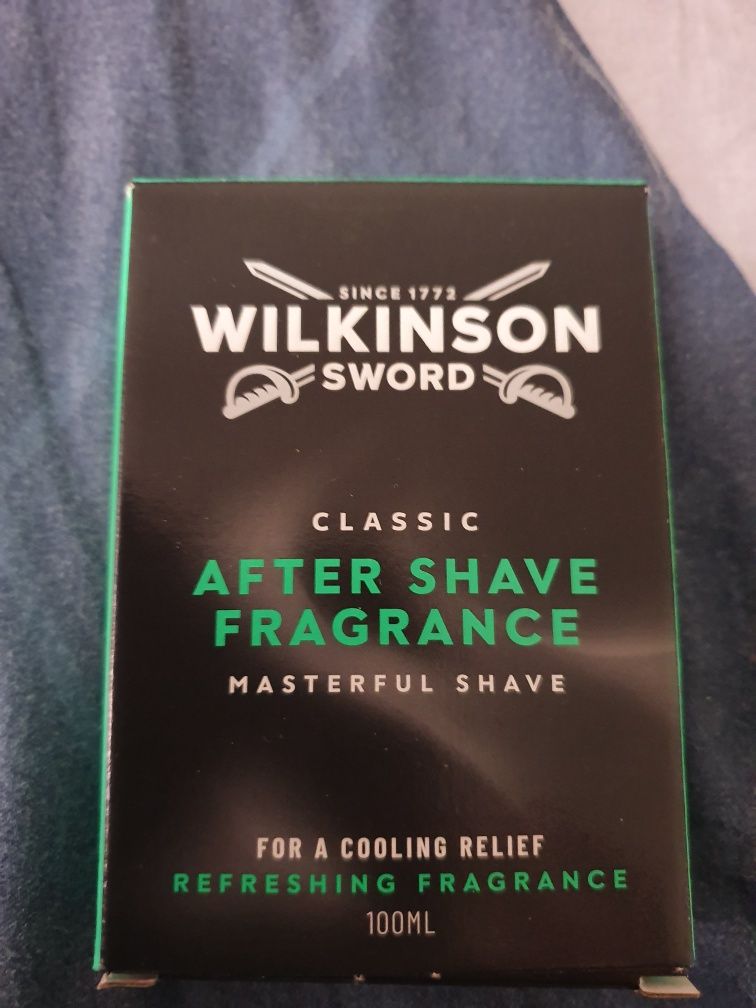 SINCE 1772
WILKINSON
SWORD
CLASSIC
AFTER SHAVE
FRAGRANCE
MASTERFUL SHAVE
FOR A COOLING RELIEF
REFRESHING FRAGRANCE
100ML